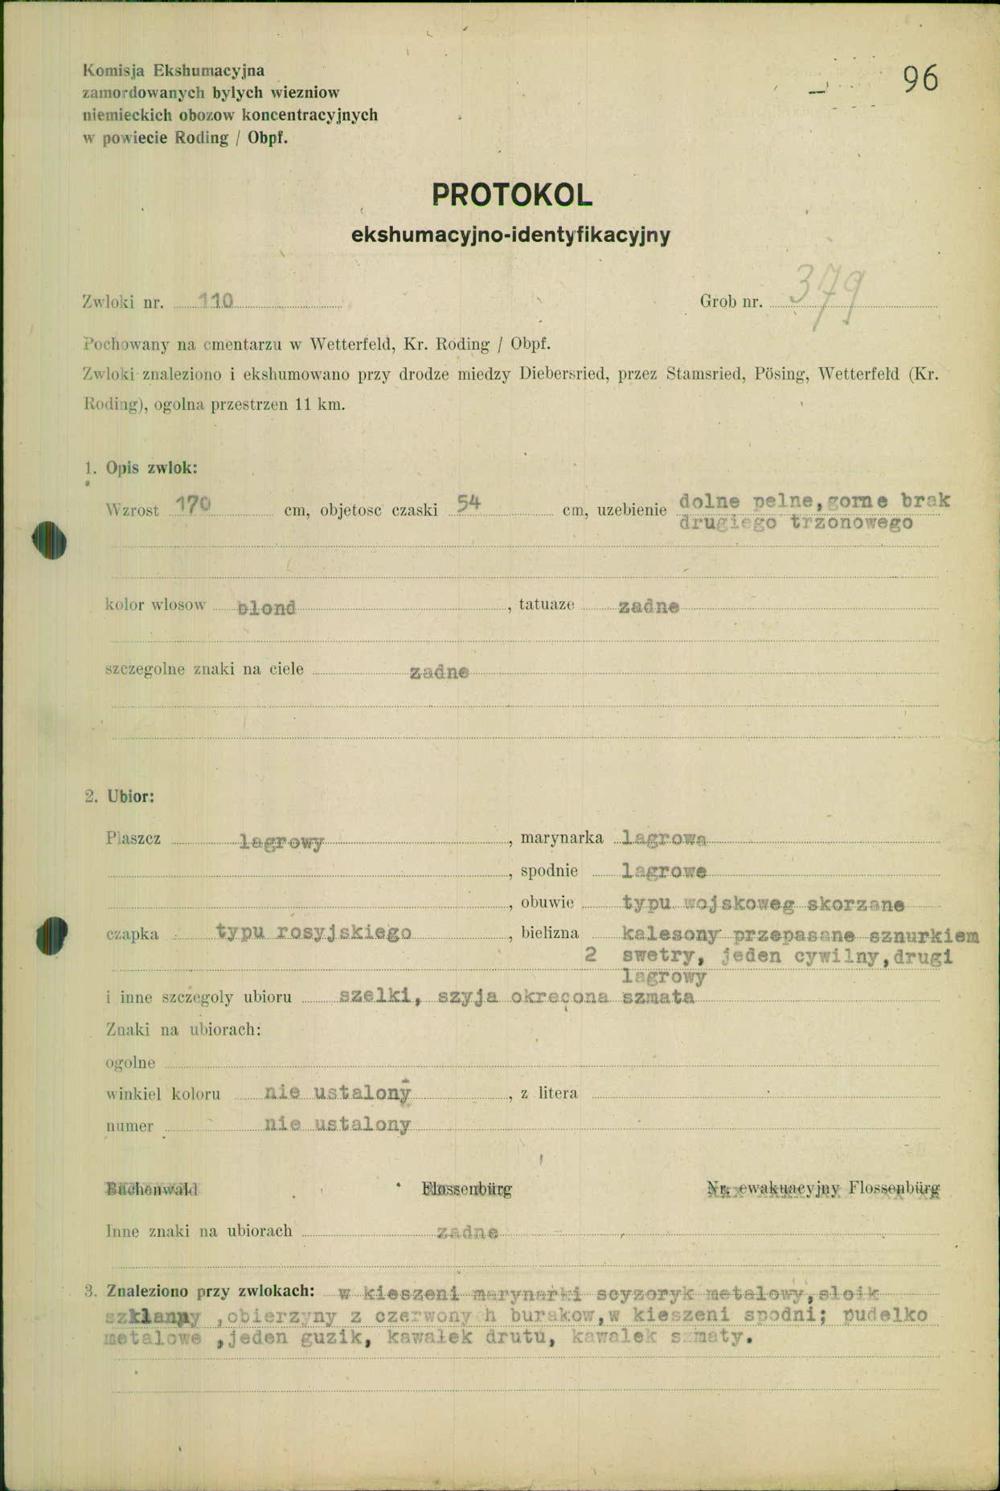 96
Komisja Ekshumacyjna
zamordowanych bylych wiezniow
niemieckich obozow koncentracyjnych
w powiecie Roding / Obpf.
PROTOKOL
ekshumacyjno-identyfikacyjny
Zwloki nr. 110 Grob nr. 379
Pochowany na cmentarzu w Wetterfeld, Kr. Roding / Obpf.
Zwloki znaleziono i ekshumowano przy drodze miedzy Diebersried, przez Stamsried, Pösing, Wetterfeld (Kr.
Roding), ogolna przestrzen 11 km.
1. Opis zwlok:
Wzrost 170 cm, objetosc czaski 54 cm, uzebienie dolne pelne, gorne brak
drugiego trzonowego
kolor wlosow blond , tatuaze zadne
szczegolne znaki na ciele zadne
2. Ubior:
Plaszcz lagrowy , marynarka lagrowa
, spodnie lagrowe
, obuwie typu wojskoweg skorzane
czapka typu rosyjskiego , bielizna kalesony przepasane sznurkiem
2 swetry, jeden cywilny, drugi
lagrowy
i inne szczegoly ubioru szelki, szyja okrecona szmata
Znaki na ubiorach:
ogolne
winkiel koloru nie ustalony , z litera
numer nie ustalony
Buchenwald Flossenbürg Nr. ewakuacyjny Flossenbürg
Inne znaki na ubiorach zadne
3. Znaleziono przy zwlokach: w kieszeni marynarki scyzoryk metalowy, sloik
szklanny ,obierzyny z czerwony h burakow, w kieszeni spodni; pudelko
metalowe ,jeden guzik, kawalek drutu, kawalek szmaty.